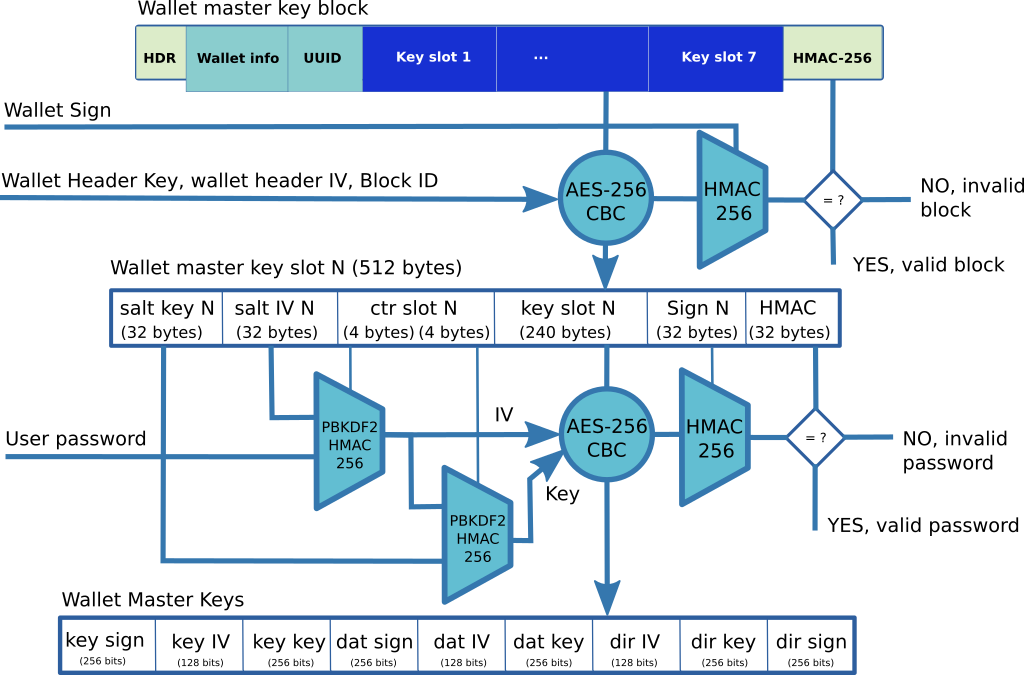 Wallet master key block
HDR Wallet info UUID Key slot 1 ... Key slot 7 HMAC-256
Wallet Sign
Wallet Header Key, wallet header IV, Block ID
AES-256
CBC
HMAC
256
= ?
NO, invalid
block
YES, valid block
Wallet master key slot N (512 bytes)
salt key N salt IV N ctr slot N key slot N Sign N HMAC
(32 bytes) (32 bytes) (4 bytes) (4 bytes) (240 bytes) (32 bytes) (32 bytes)
User password
PBKDF2
HMAC
256
IV
AES-256
CBC
HMAC
256
= ?
NO, invalid
password
Key
PBKDF2
HMAC
256
YES, valid password
Wallet Master Keys
key sign key IV key key dat sign dat IV dat key dir IV dir key dir sign
(256 bits) (128 bits) (256 bits) (256 bits) (128 bits) (256 bits) (128 bits) (256 bits) (256 bits)